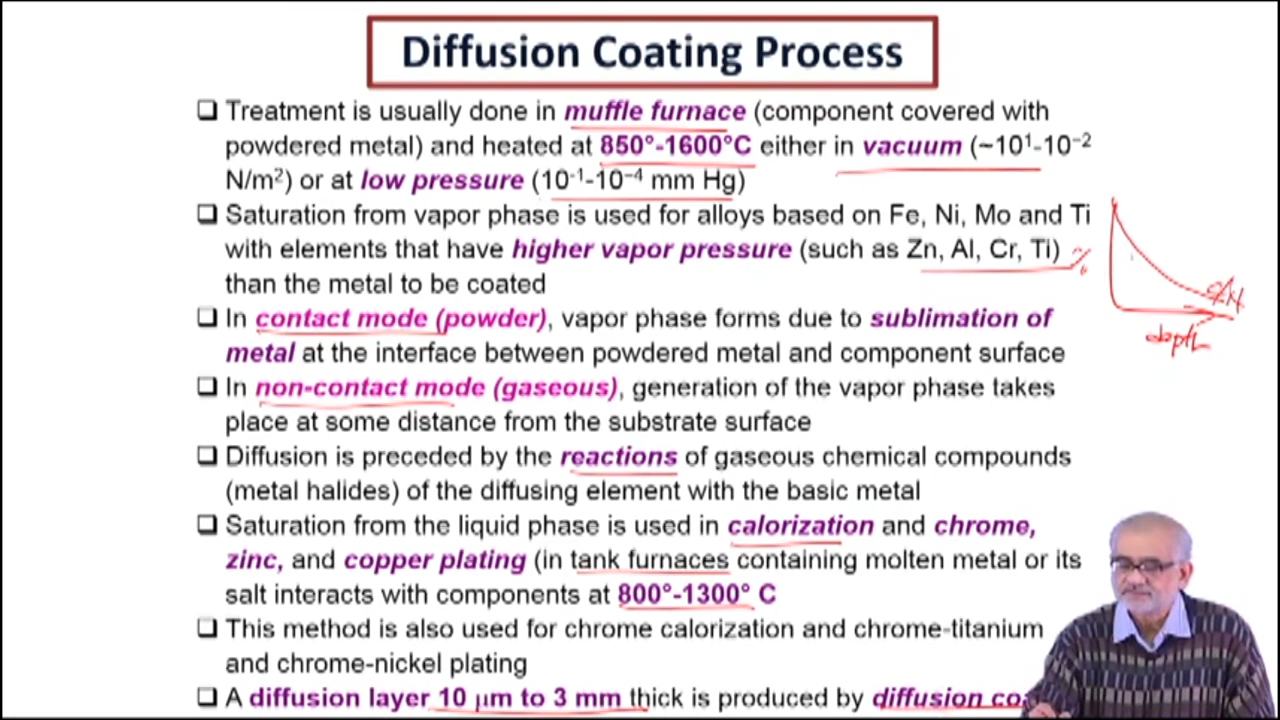 Diffusion Coating Process
❑ Treatment is usually done in muffle furnace (component covered with
powdered metal) and heated at 850°-1600°C either in vacuum (~10¹-10⁻²
N/m²) or at low pressure (10⁻¹-10⁻⁴ mm Hg)
❑ Saturation from vapor phase is used for alloys based on Fe, Ni, Mo and Ti
with elements that have higher vapor pressure (such as Zn, Al, Cr, Ti)
than the metal to be coated
❑ In contact mode (powder), vapor phase forms due to sublimation of
metal at the interface between powdered metal and component surface
❑ In non-contact mode (gaseous), generation of the vapor phase takes
place at some distance from the substrate surface
❑ Diffusion is preceded by the reactions of gaseous chemical compounds
(metal halides) of the diffusing element with the basic metal
❑ Saturation from the liquid phase is used in calorization and chrome,
zinc, and copper plating (in tank furnaces containing molten metal or its
salt interacts with components at 800°-1300° C
❑ This method is also used for chrome calorization and chrome-titanium
and chrome-nickel plating
❑ A diffusion layer 10 μm to 3 mm thick is produced by diffusion
%
depth